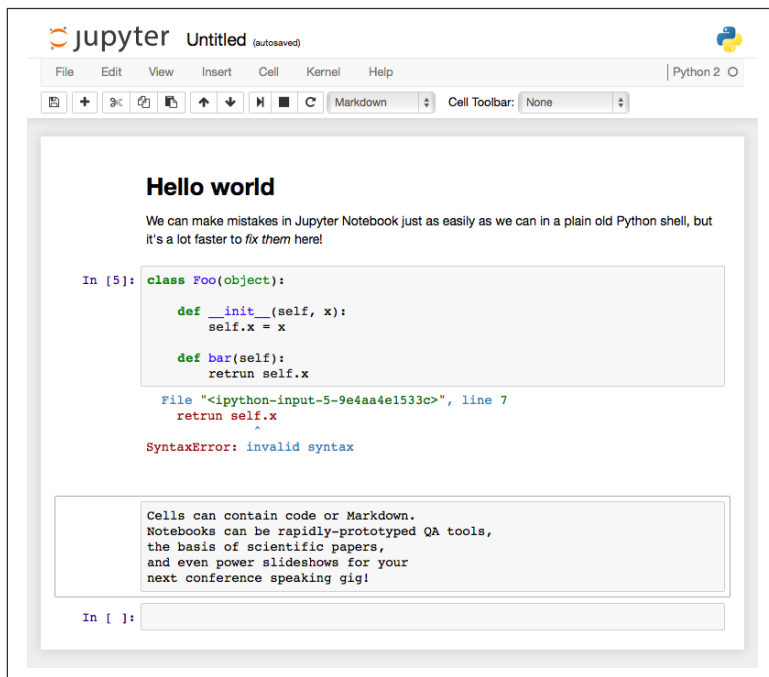 jupyter Untitled (autosaved)
File Edit View Insert Cell Kernel Help Python 2
Markdown Cell Toolbar: None
Hello world
We can make mistakes in Jupyter Notebook just as easily as we can in a plain old Python shell, but
it's a lot faster to fix them here!
In [5]: class Foo(object):
def __init__(self, x):
self.x = x
def bar(self):
retrun self.x
File "<ipython-input-5-9e4aa4e1533c>", line 7
retrun self.x
^
SyntaxError: invalid syntax
Cells can contain code or Markdown.
Notebooks can be rapidly-prototyped QA tools,
the basis of scientific papers,
and even power slideshows for your
next conference speaking gig!
In [ ]: